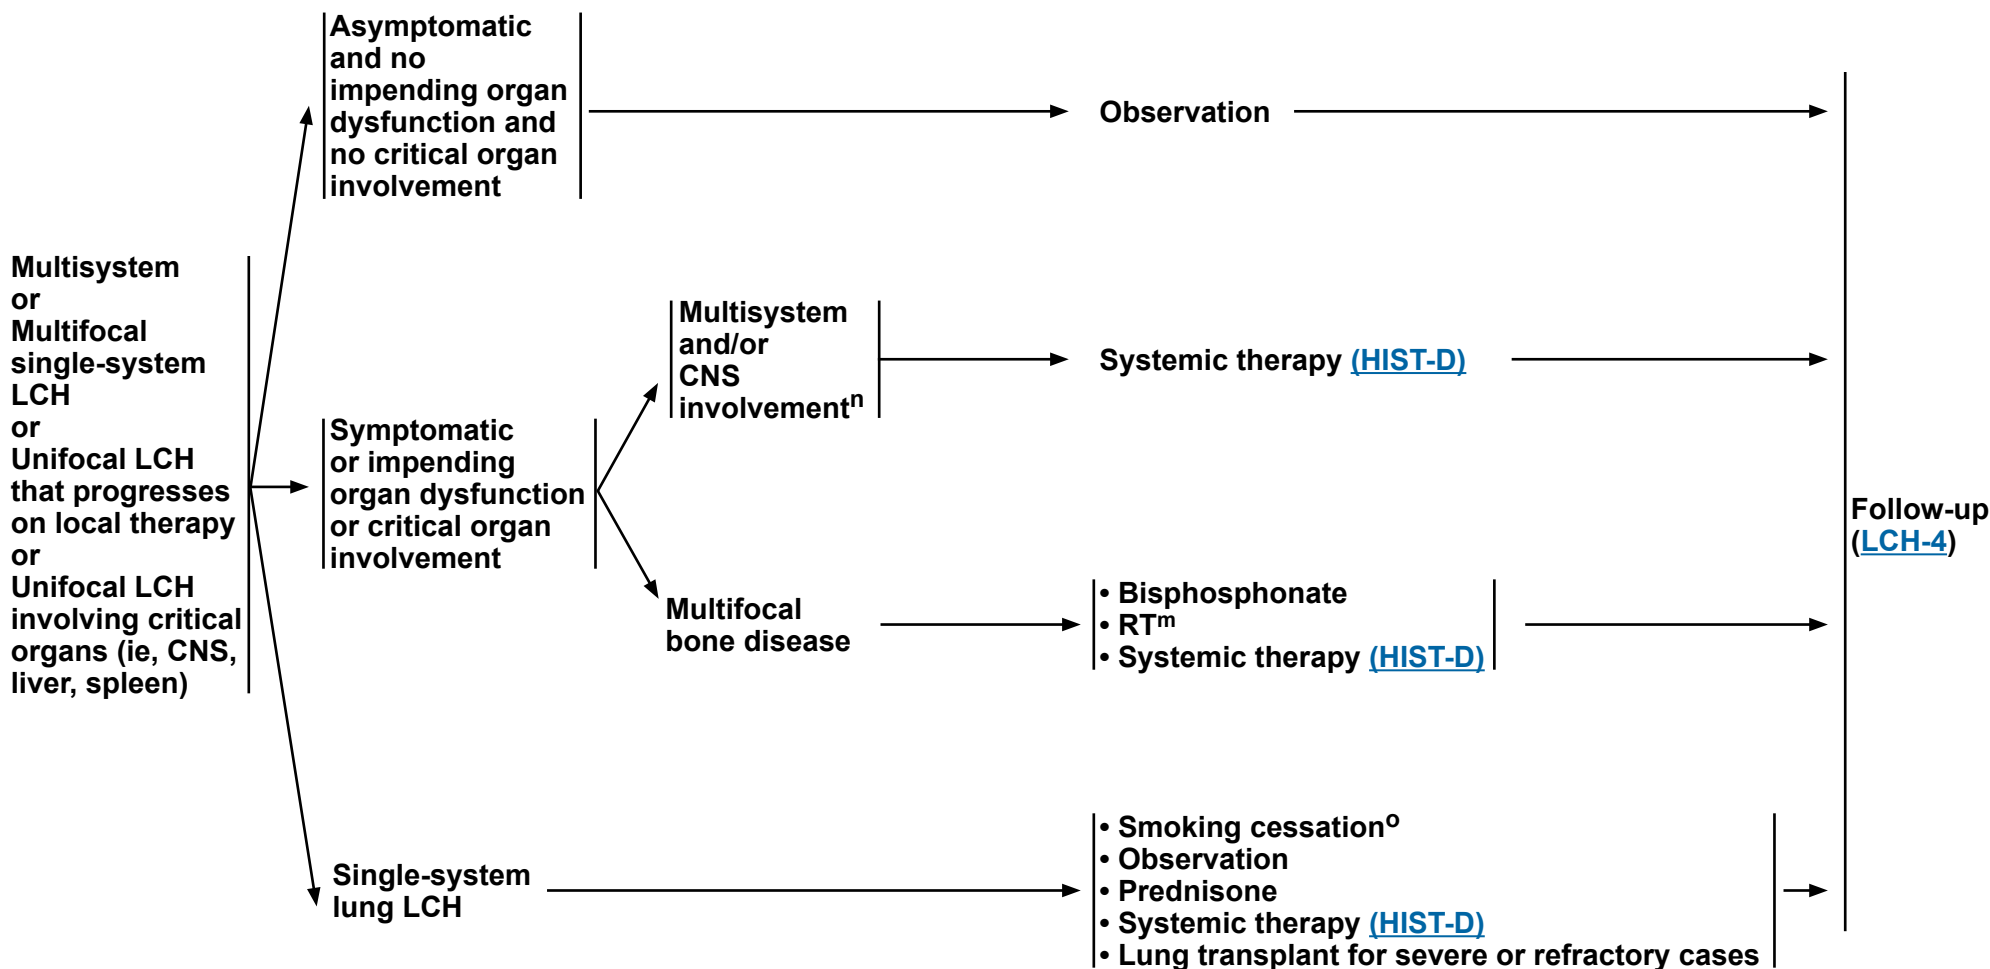 Asymptomatic
and no
impending organ
dysfunction and
no critical organ
involvement
Observation
Multisystem
or
Multifocal
single-system
LCH
or
Unifocal LCH
that progresses
on local therapy
or
Unifocal LCH
involving critical
organs (ie, CNS,
liver, spleen)
Symptomatic
or impending
organ dysfunction
or critical organ
involvement
Multisystem
and/or
CNS
involvementⁿ
Systemic therapy (HIST-D)
Multifocal
bone disease
• Bisphosphonate
• RTᵐ
• Systemic therapy (HIST-D)
Single-system
lung LCH
• Smoking cessationᵒ
• Observation
• Prednisone
• Systemic therapy (HIST-D)
• Lung transplant for severe or refractory cases
Follow-up
(LCH-4)